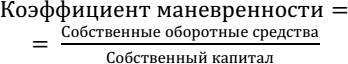 Коэффициент маневренности =
= Собственные оборотные средства
Собственный капитал